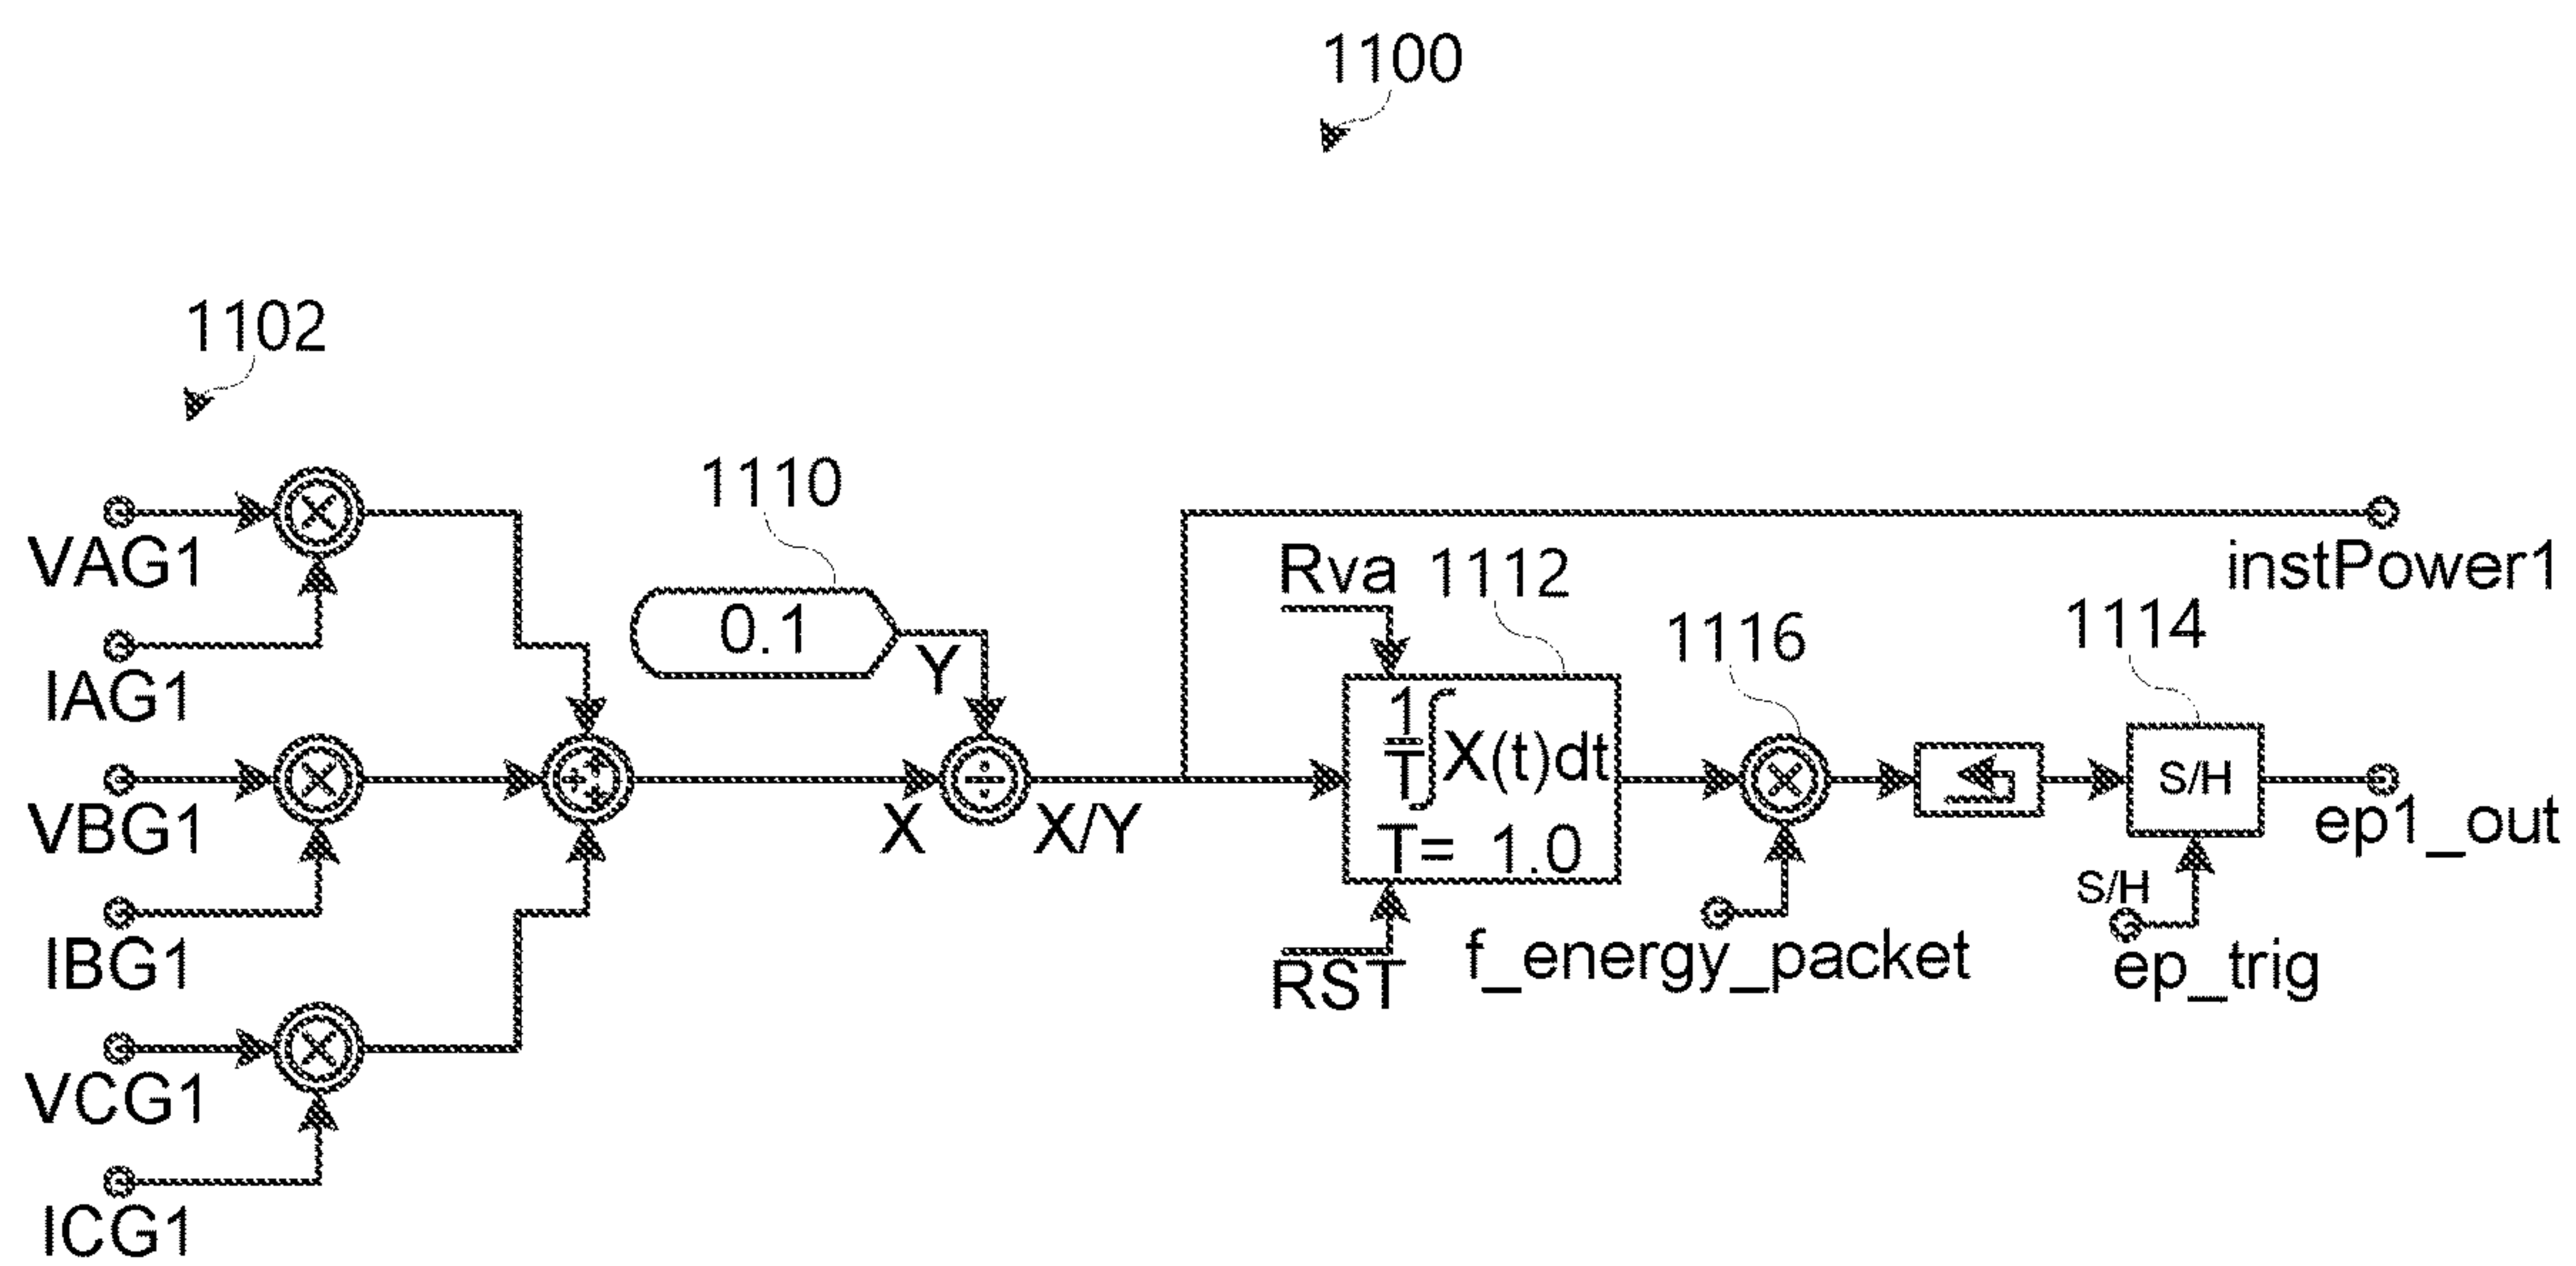 1100
1102
VAG1
IAG1
VBG1
IBG1
VCG1
ICG1
1110
0.1
Y
X
X/Y
instPower1
Rva
1112
1/T ∫X(t)dt
T= 1.0
RST
1116
f_energy_packet
1114
S/H
S/H
ep_trig
ep1_out